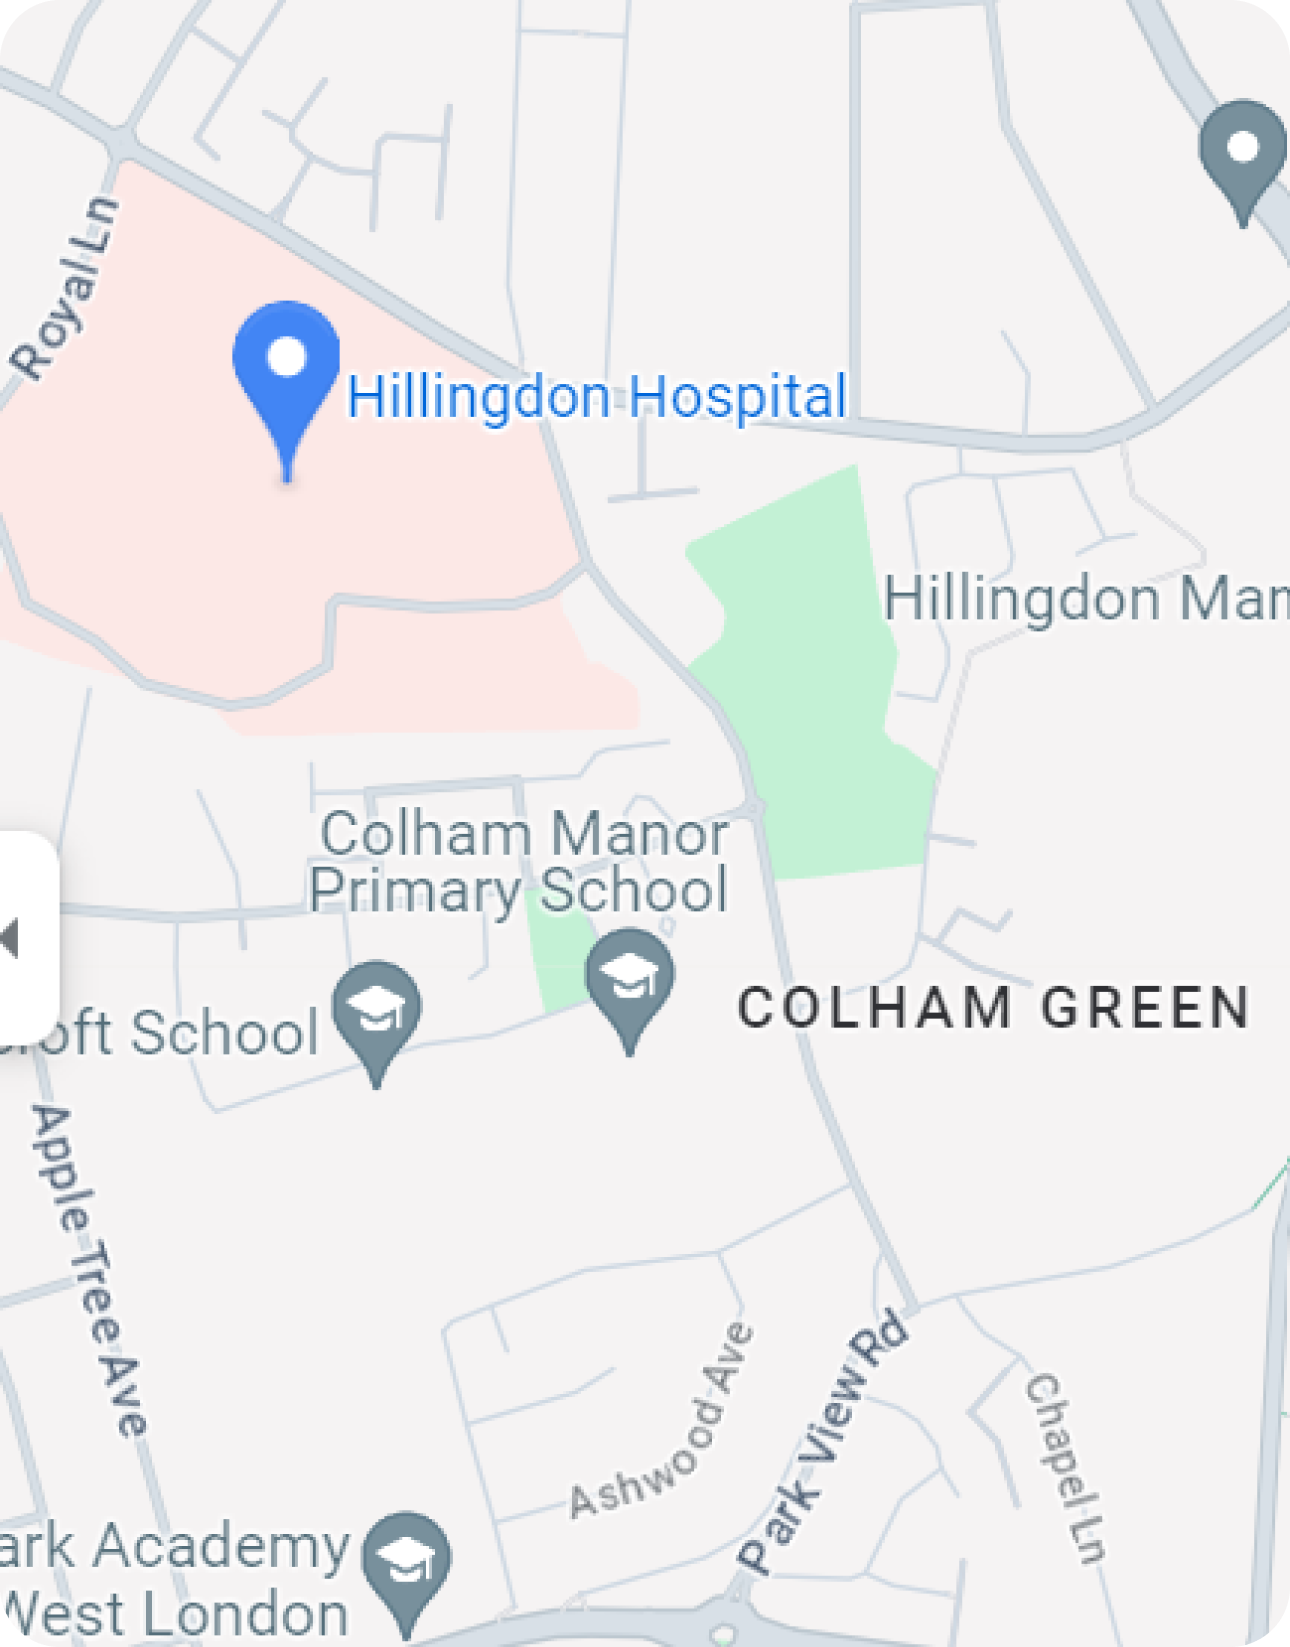 Royal Ln
Hillingdon Hospital
Hillingdon Man
Colham Manor
Primary School
COLHAM GREEN
oft School
Apple Tree Ave
Ashwood Ave
Park View Rd
Chapel Ln
ark Academy
West London